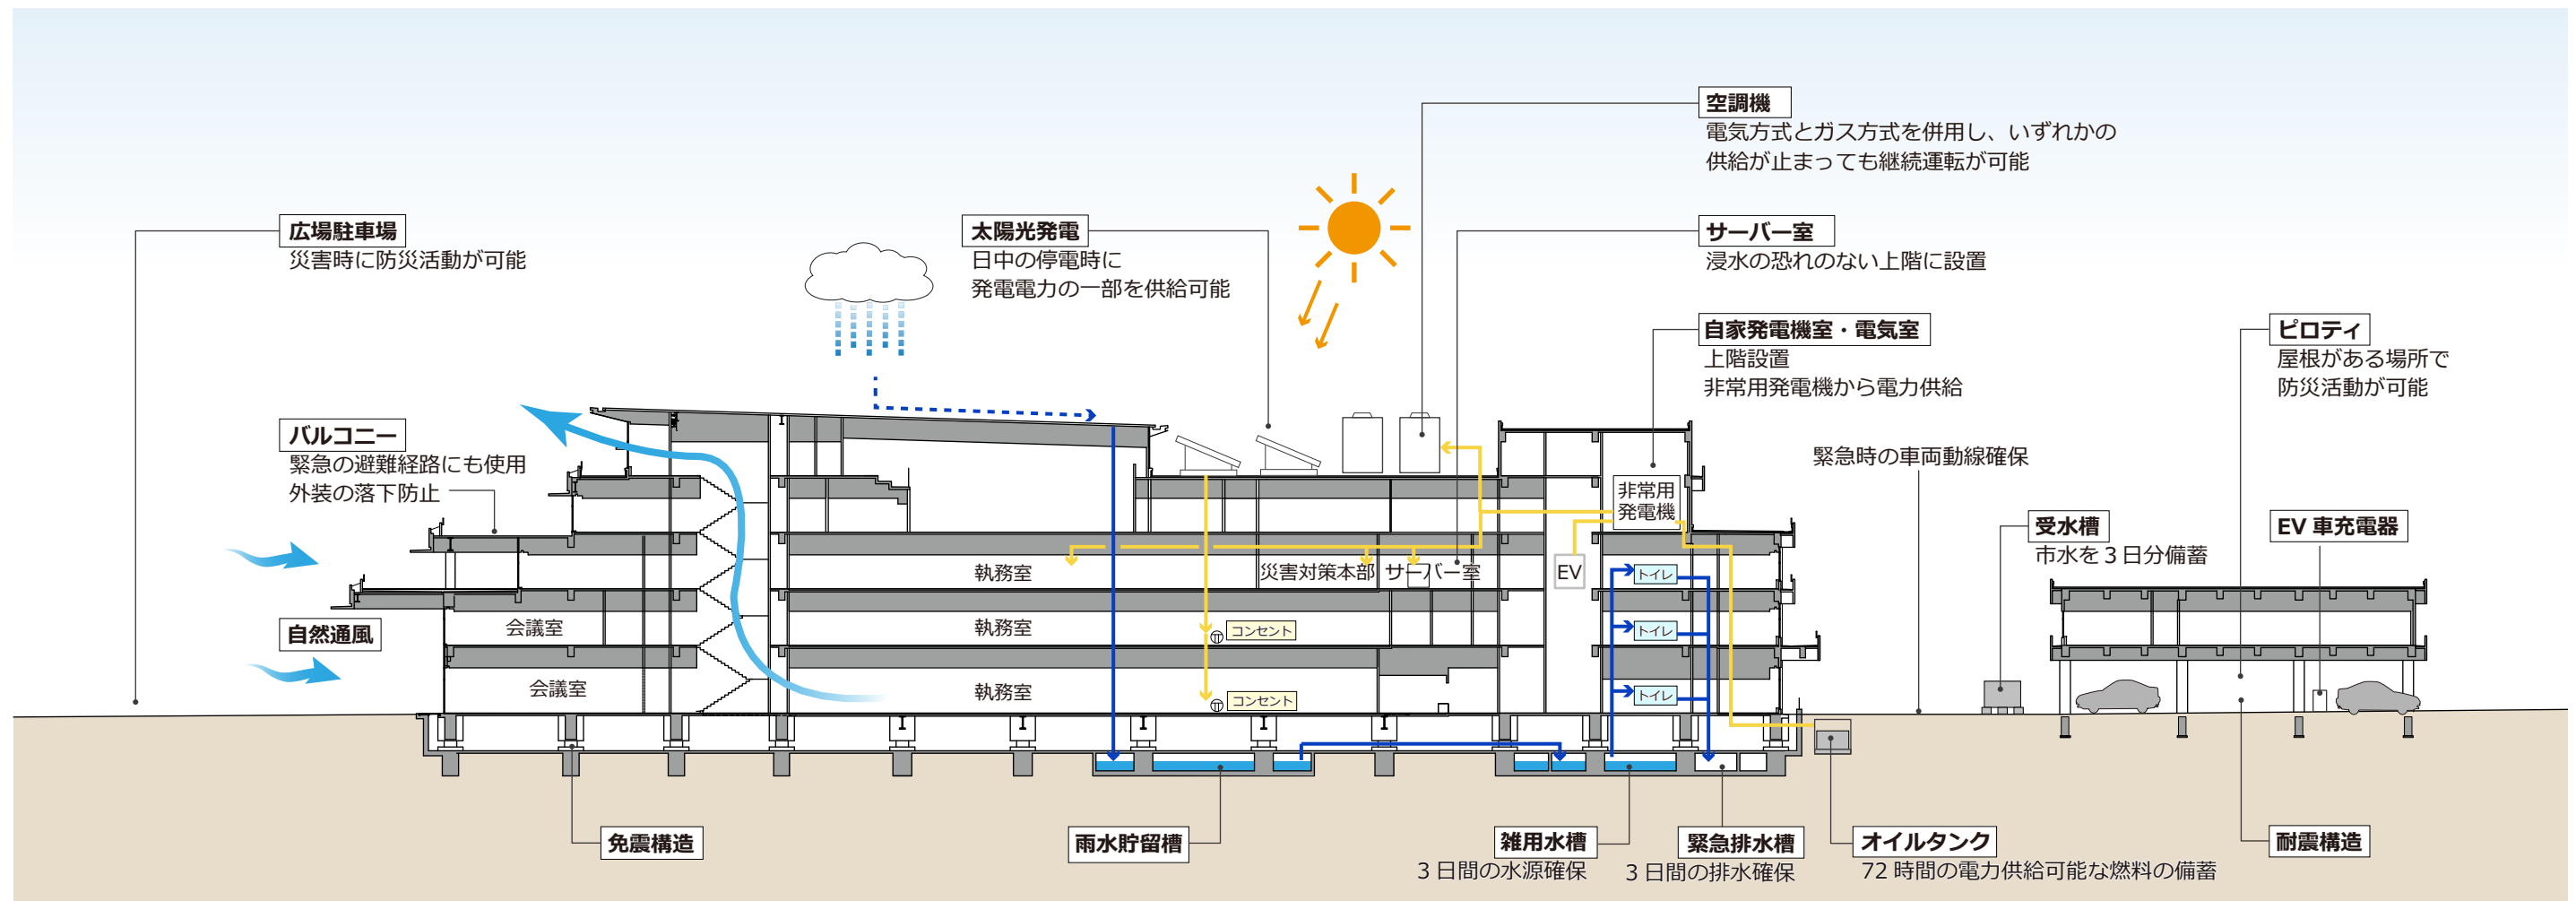 空調機
電気方式とガス方式を併用し、いずれかの
供給が止まっても継続運転が可能
広場駐車場
災害時に防災活動が可能
太陽光発電
日中の停電時に
発電電力の一部を供給可能
サーバー室
浸水の恐れのない上階に設置
自家発電機室・電気室
上階設置
非常用発電機から電力供給
ピロティ
屋根がある場所で
防災活動が可能
バルコニー
緊急の避難経路にも使用
外装の落下防止
緊急時の車両動線確保
非常用
発電機
受水槽
市水を3日分備蓄
EV 車充電器
執務室
災害対策本部
サーバー室
EV
トイレ
自然通風
会議室
執務室
コンセント
トイレ
会議室
執務室
コンセント
トイレ
免震構造
雨水貯留槽
雑用水槽
3日間の水源確保
緊急排水槽
3日間の排水確保
オイルタンク
72時間の電力供給可能な燃料の備蓄
耐震構造